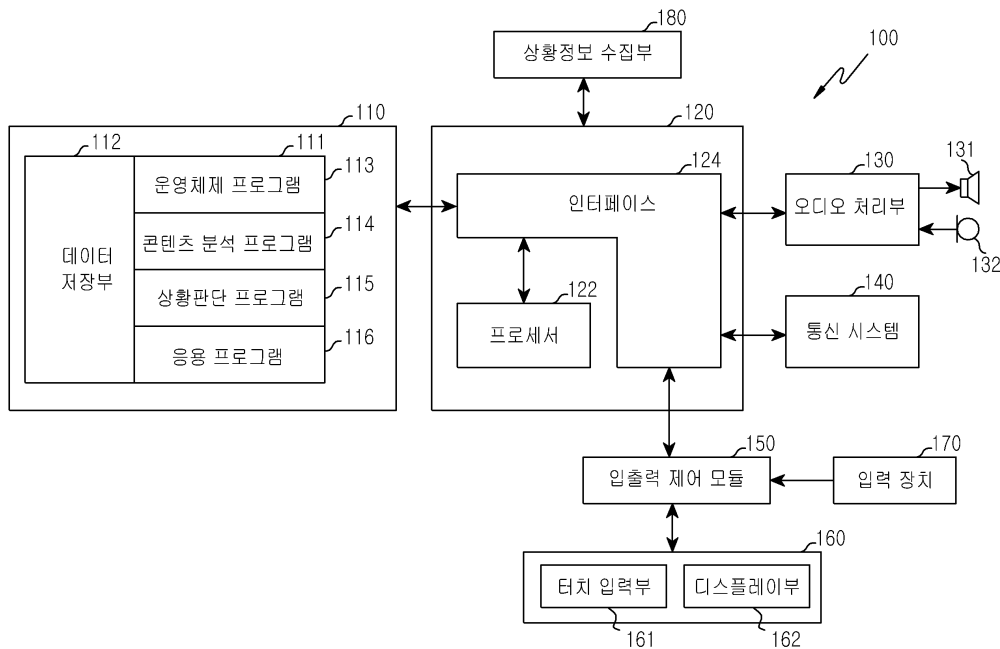 180
상황정보 수집부
100
110
120
112
111
113
운영체제 프로그램
114
콘텐츠 분석 프로그램
데이터
저장부
115
상황판단 프로그램
116
응용 프로그램
124
인터페이스
122
프로세서
130
오디오 처리부
131
132
140
통신 시스템
150
입출력 제어 모듈
170
입력 장치
160
터치 입력부
디스플레이부
161
162